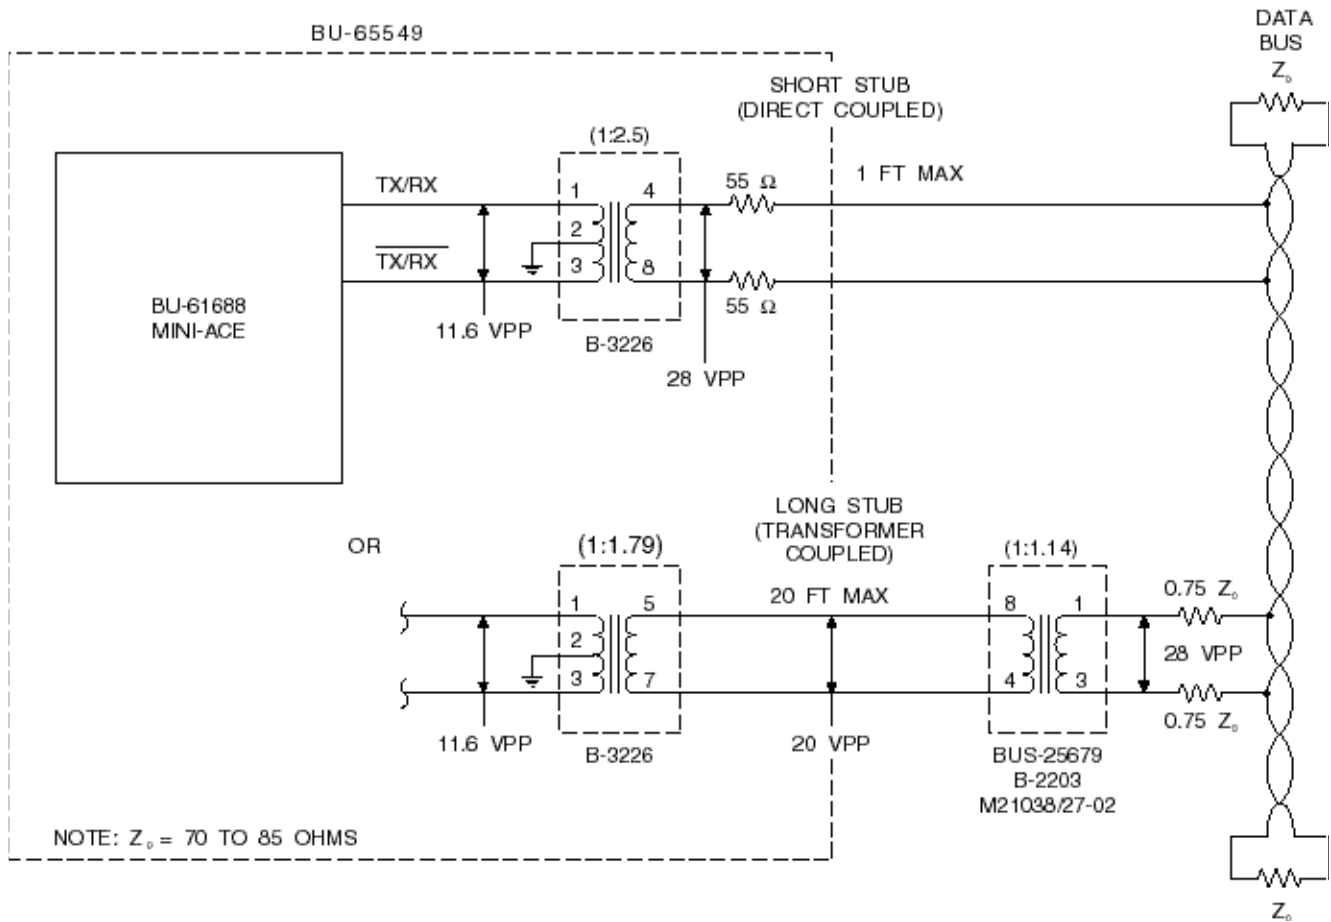 BU-65549
DATA
BUS
Z₀
SHORT STUB
(DIRECT COUPLED)
(1:2.5)
TX/RX
1
4
55 Ω
1 FT MAX
2
TX/RX
3
8
BU-61688
MINI-ACE
11.6 VPP
55 Ω
B-3226
28 VPP
LONG STUB
(TRANSFORMER
COUPLED)
OR
(1:1.79)
(1:1.14)
1
5
20 FT MAX
8
1
0.75 Z₀
2
28 VPP
3
7
4
3
0.75 Z₀
11.6 VPP
B-3226
20 VPP
BUS-25679
B-2203
M21038/27-02
NOTE: Z₀ = 70 TO 85 OHMS
Z₀